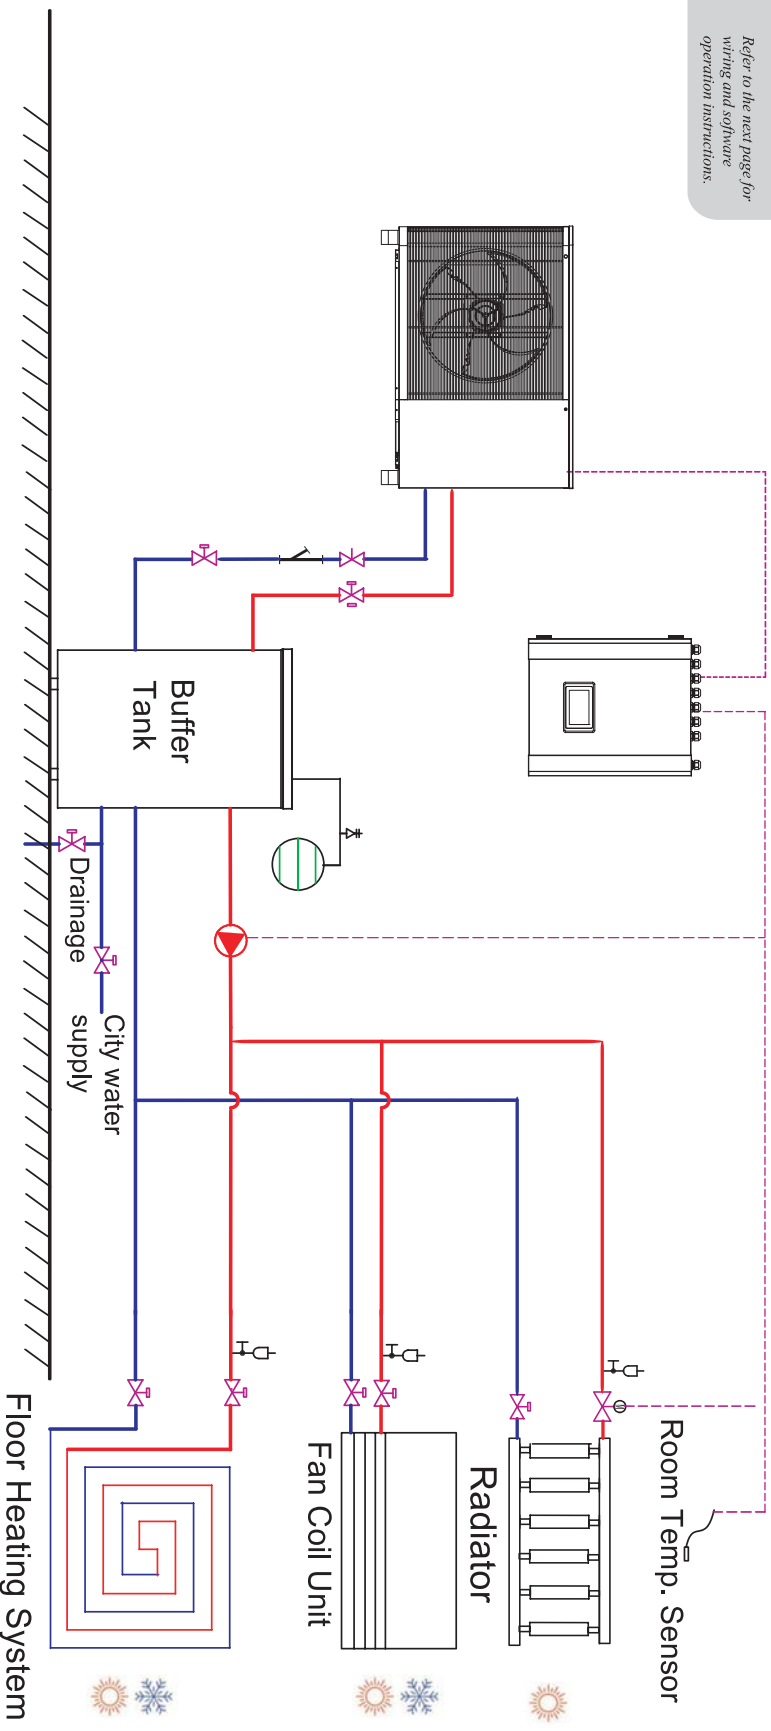 Refer to the next page for
wiring and software
operation instructions.
Buffer
Tank
Drainage
City water
supply
Room Temp. Sensor
Radiator
Fan Coil Unit
Floor Heating System